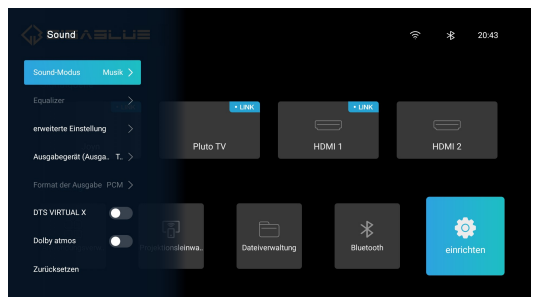 Sound
20:43
Sound-Modus Musik
Equalizer
erweiterte Einstellung
Ausgabegerät (Ausga.. T..
Format der Ausgabe PCM
DTS VIRTUAL X
Dolby atmos
Zurücksetzen
• LINK
Pluto TV
• LINK
HDMI 1
HDMI 2
Dateiverwaltung
Bluetooth
einrichten